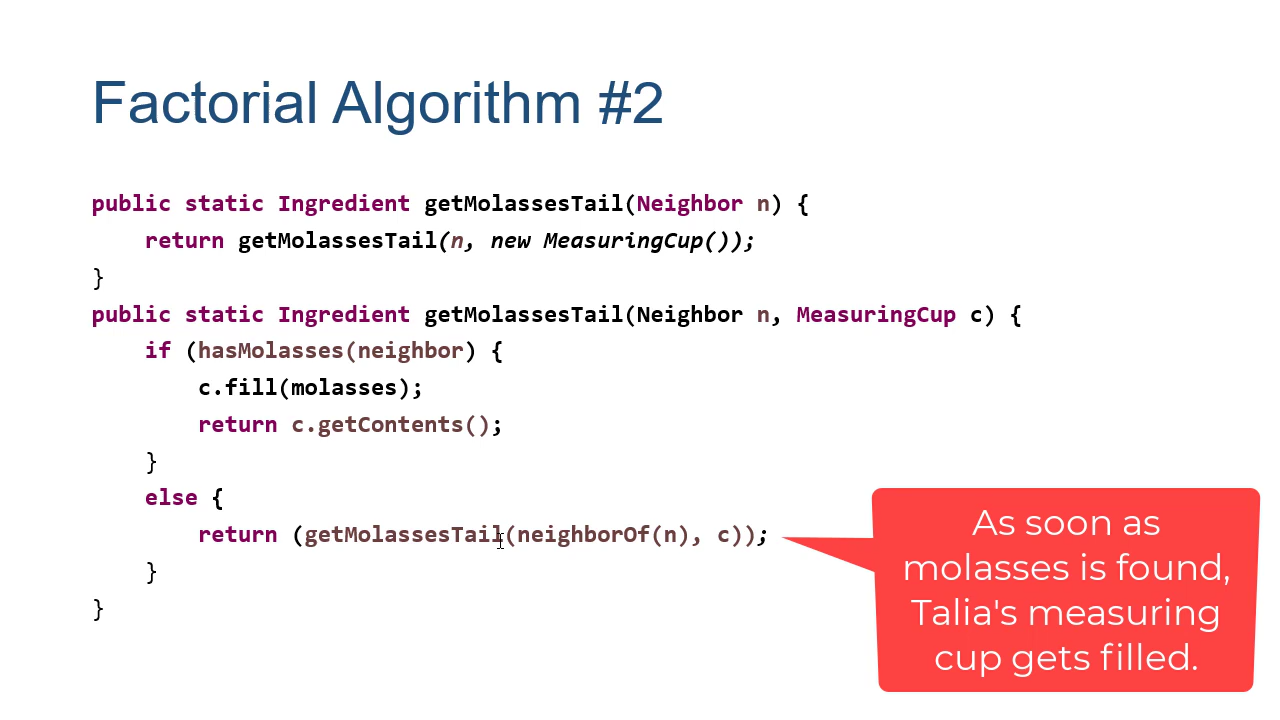 Factorial Algorithm #2
public static Ingredient getMolassesTail(Neighbor n) {
return getMolassesTail(n, new MeasuringCup());
}
public static Ingredient getMolassesTail(Neighbor n, MeasuringCup c) {
if (hasMolasses(neighbor) {
c.fill(molasses);
return c.getContents();
}
else {
return (getMolassesTail(neighborOf(n), c));
}
}
As soon as
molasses is found,
Talia's measuring
cup gets filled.